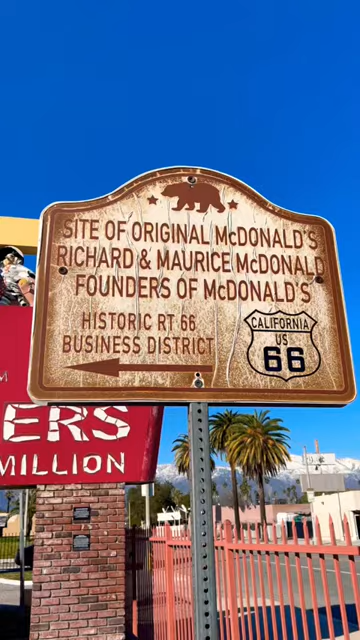 SITE OF ORIGINAL McDONALD'S
RICHARD & MAURICE McDONALD
FOUNDERS OF McDONALD'S
HISTORIC RT 66
BUSINESS DISTRICT
CALIFORNIA
US
66
ERS
MILLION